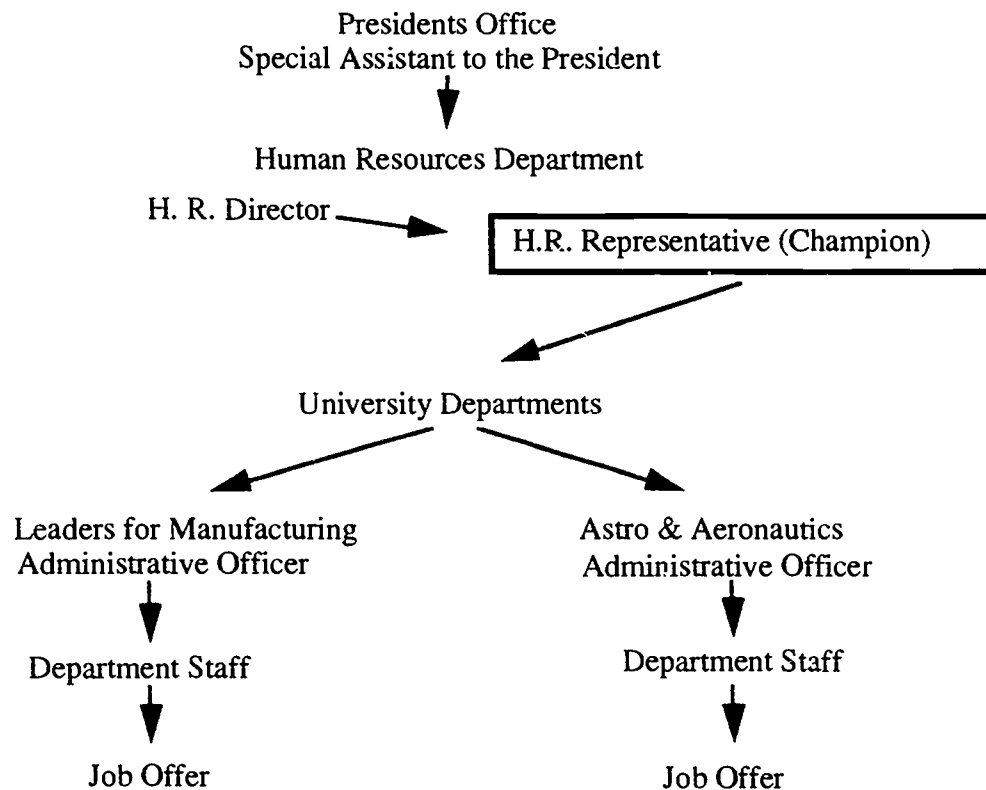 Presidents Office
Special Assistant to the President
Human Resources Department
H. R. Director
H.R. Representative (Champion)
University Departments
Leaders for Manufacturing
Administrative Officer
Astro & Aeronautics
Administrative Officer
Department Staff
Department Staff
Job Offer
Job Offer